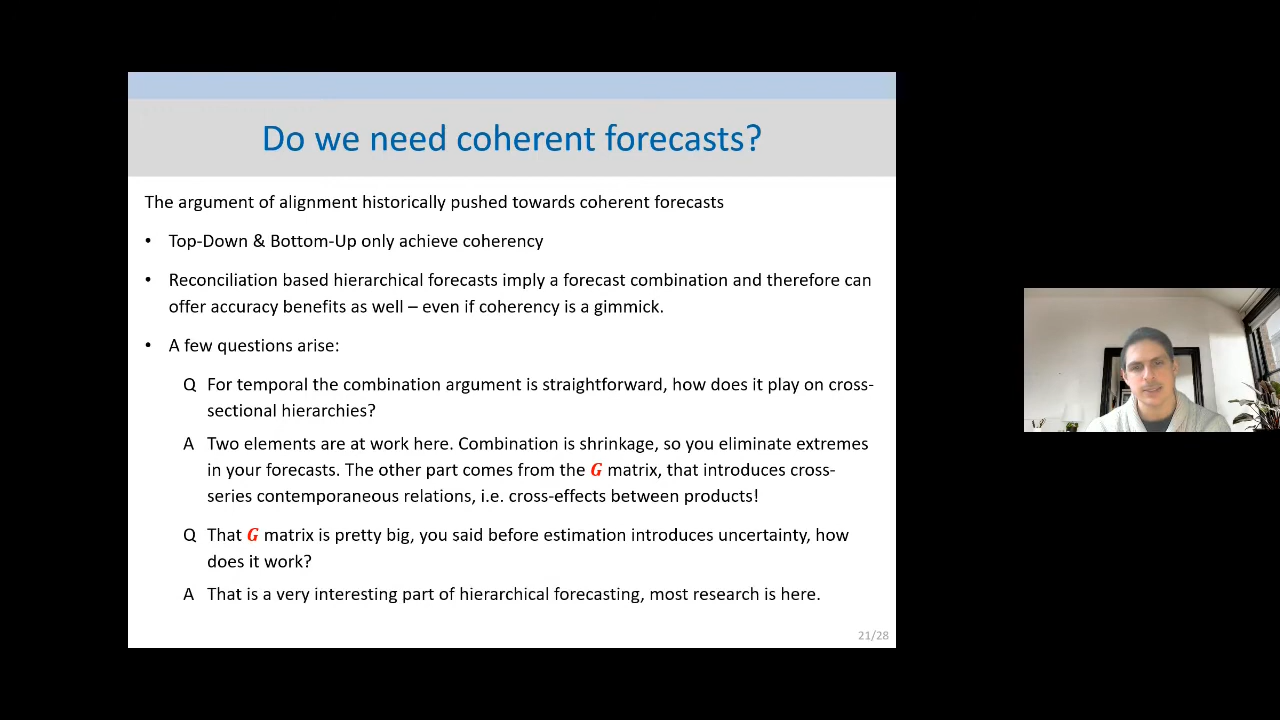 Do we need coherent forecasts?
The argument of alignment historically pushed towards coherent forecasts
• Top-Down & Bottom-Up only achieve coherency
• Reconciliation based hierarchical forecasts imply a forecast combination and therefore can
offer accuracy benefits as well – even if coherency is a gimmick.
• A few questions arise:
Q For temporal the combination argument is straightforward, how does it play on cross-
sectional hierarchies?
A Two elements are at work here. Combination is shrinkage, so you eliminate extremes
in your forecasts. The other part comes from the G matrix, that introduces cross-
series contemporaneous relations, i.e. cross-effects between products!
Q That G matrix is pretty big, you said before estimation introduces uncertainty, how
does it work?
A That is a very interesting part of hierarchical forecasting, most research is here.
21/28